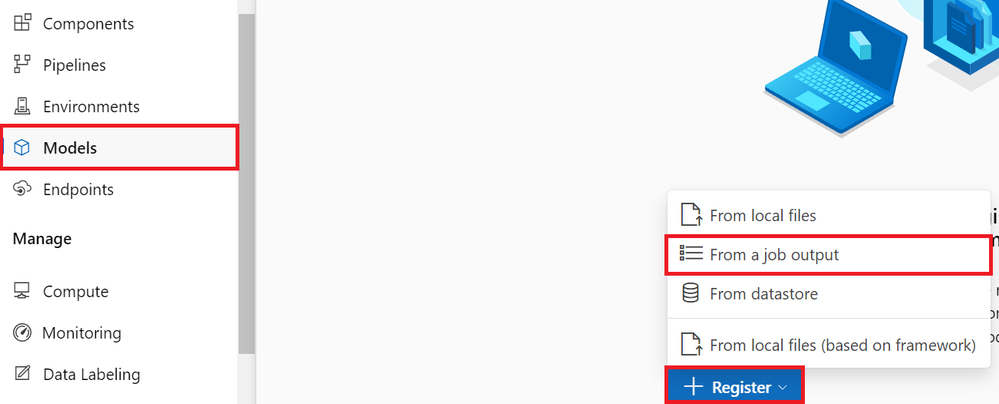 Components
Pipelines
Environments
Models
Endpoints
Manage
Compute
Monitoring
Data Labeling
From local files
From a job output
From datastore
From local files (based on framework)
Register